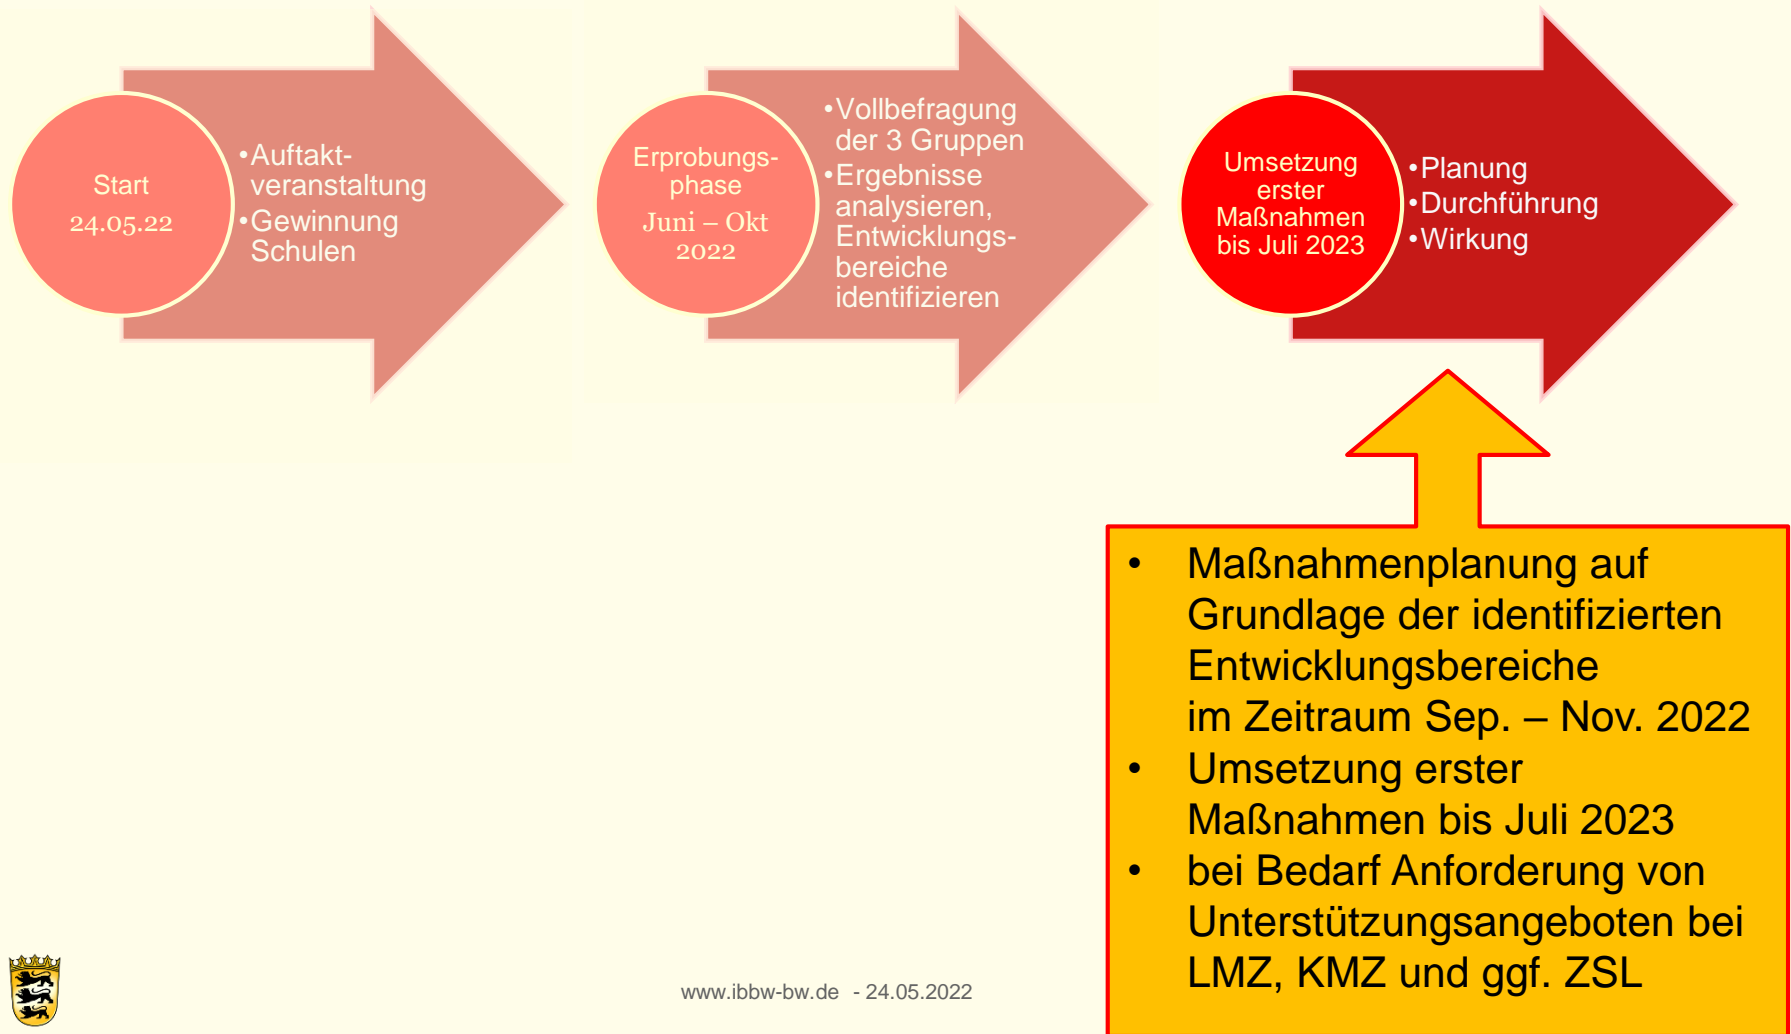 Start
24.05.22
•Auftakt-
veranstaltung
•Gewinnung
Schulen
Erprobungs-
phase
Juni – Okt
2022
•Vollbefragung
der 3 Gruppen
•Ergebnisse
analysieren,
Entwicklungs-
bereiche
identifizieren
Umsetzung
erster
Maßnahmen
bis Juli 2023
•Planung
•Durchführung
•Wirkung
• Maßnahmenplanung auf
Grundlage der identifizierten
Entwicklungsbereiche
im Zeitraum Sep. – Nov. 2022
• Umsetzung erster
Maßnahmen bis Juli 2023
• bei Bedarf Anforderung von
Unterstützungsangeboten bei
LMZ, KMZ und ggf. ZSL
www.ibbw-bw.de - 24.05.2022